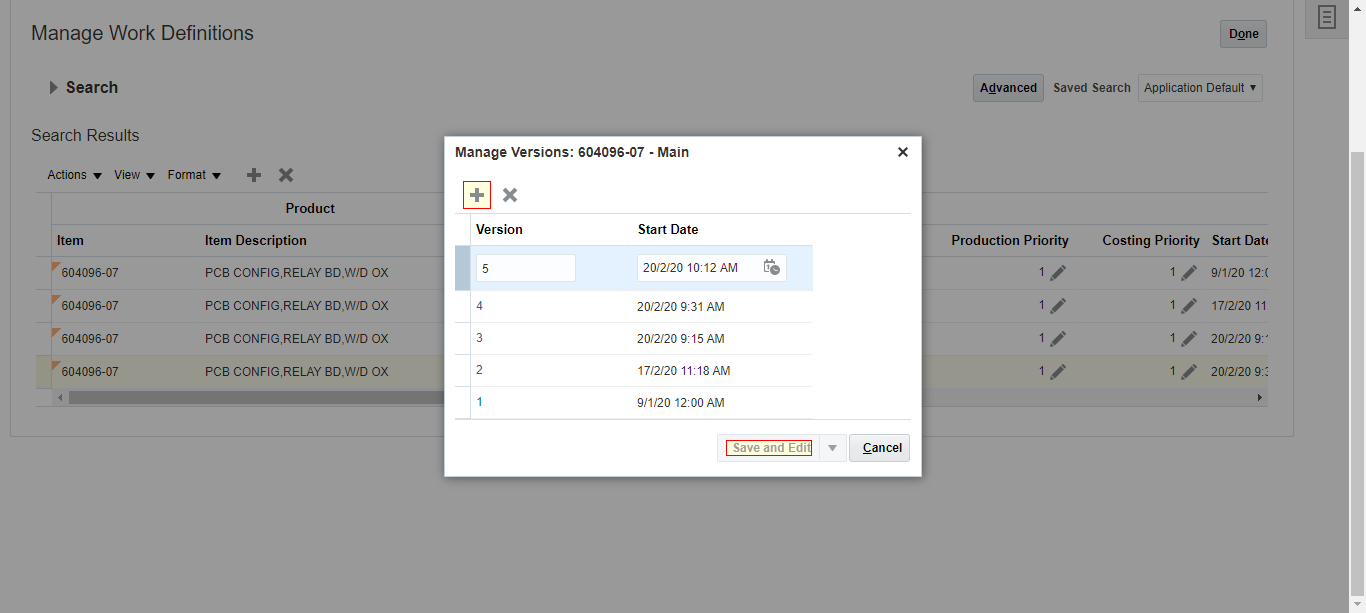 Manage Work Definitions
Done
Search
Advanced Saved Search Application Default
Search Results
Actions View Format
Product
Item Item Description Production Priority Costing Priority Start Date
604096-07 PCB CONFIG,RELAY BD,W/D OX 1 1 9/1/20 12:0
604096-07 PCB CONFIG,RELAY BD,W/D OX 1 1 17/2/20 11
604096-07 PCB CONFIG,RELAY BD,W/D OX 1 1 20/2/20 9:1
604096-07 PCB CONFIG,RELAY BD,W/D OX 1 1 20/2/20 9:3
Manage Versions: 604096-07 - Main
Version Start Date
5 20/2/20 10:12 AM
4 20/2/20 9:31 AM
3 20/2/20 9:15 AM
2 17/2/20 11:18 AM
1 9/1/20 12:00 AM
Save and Edit Cancel